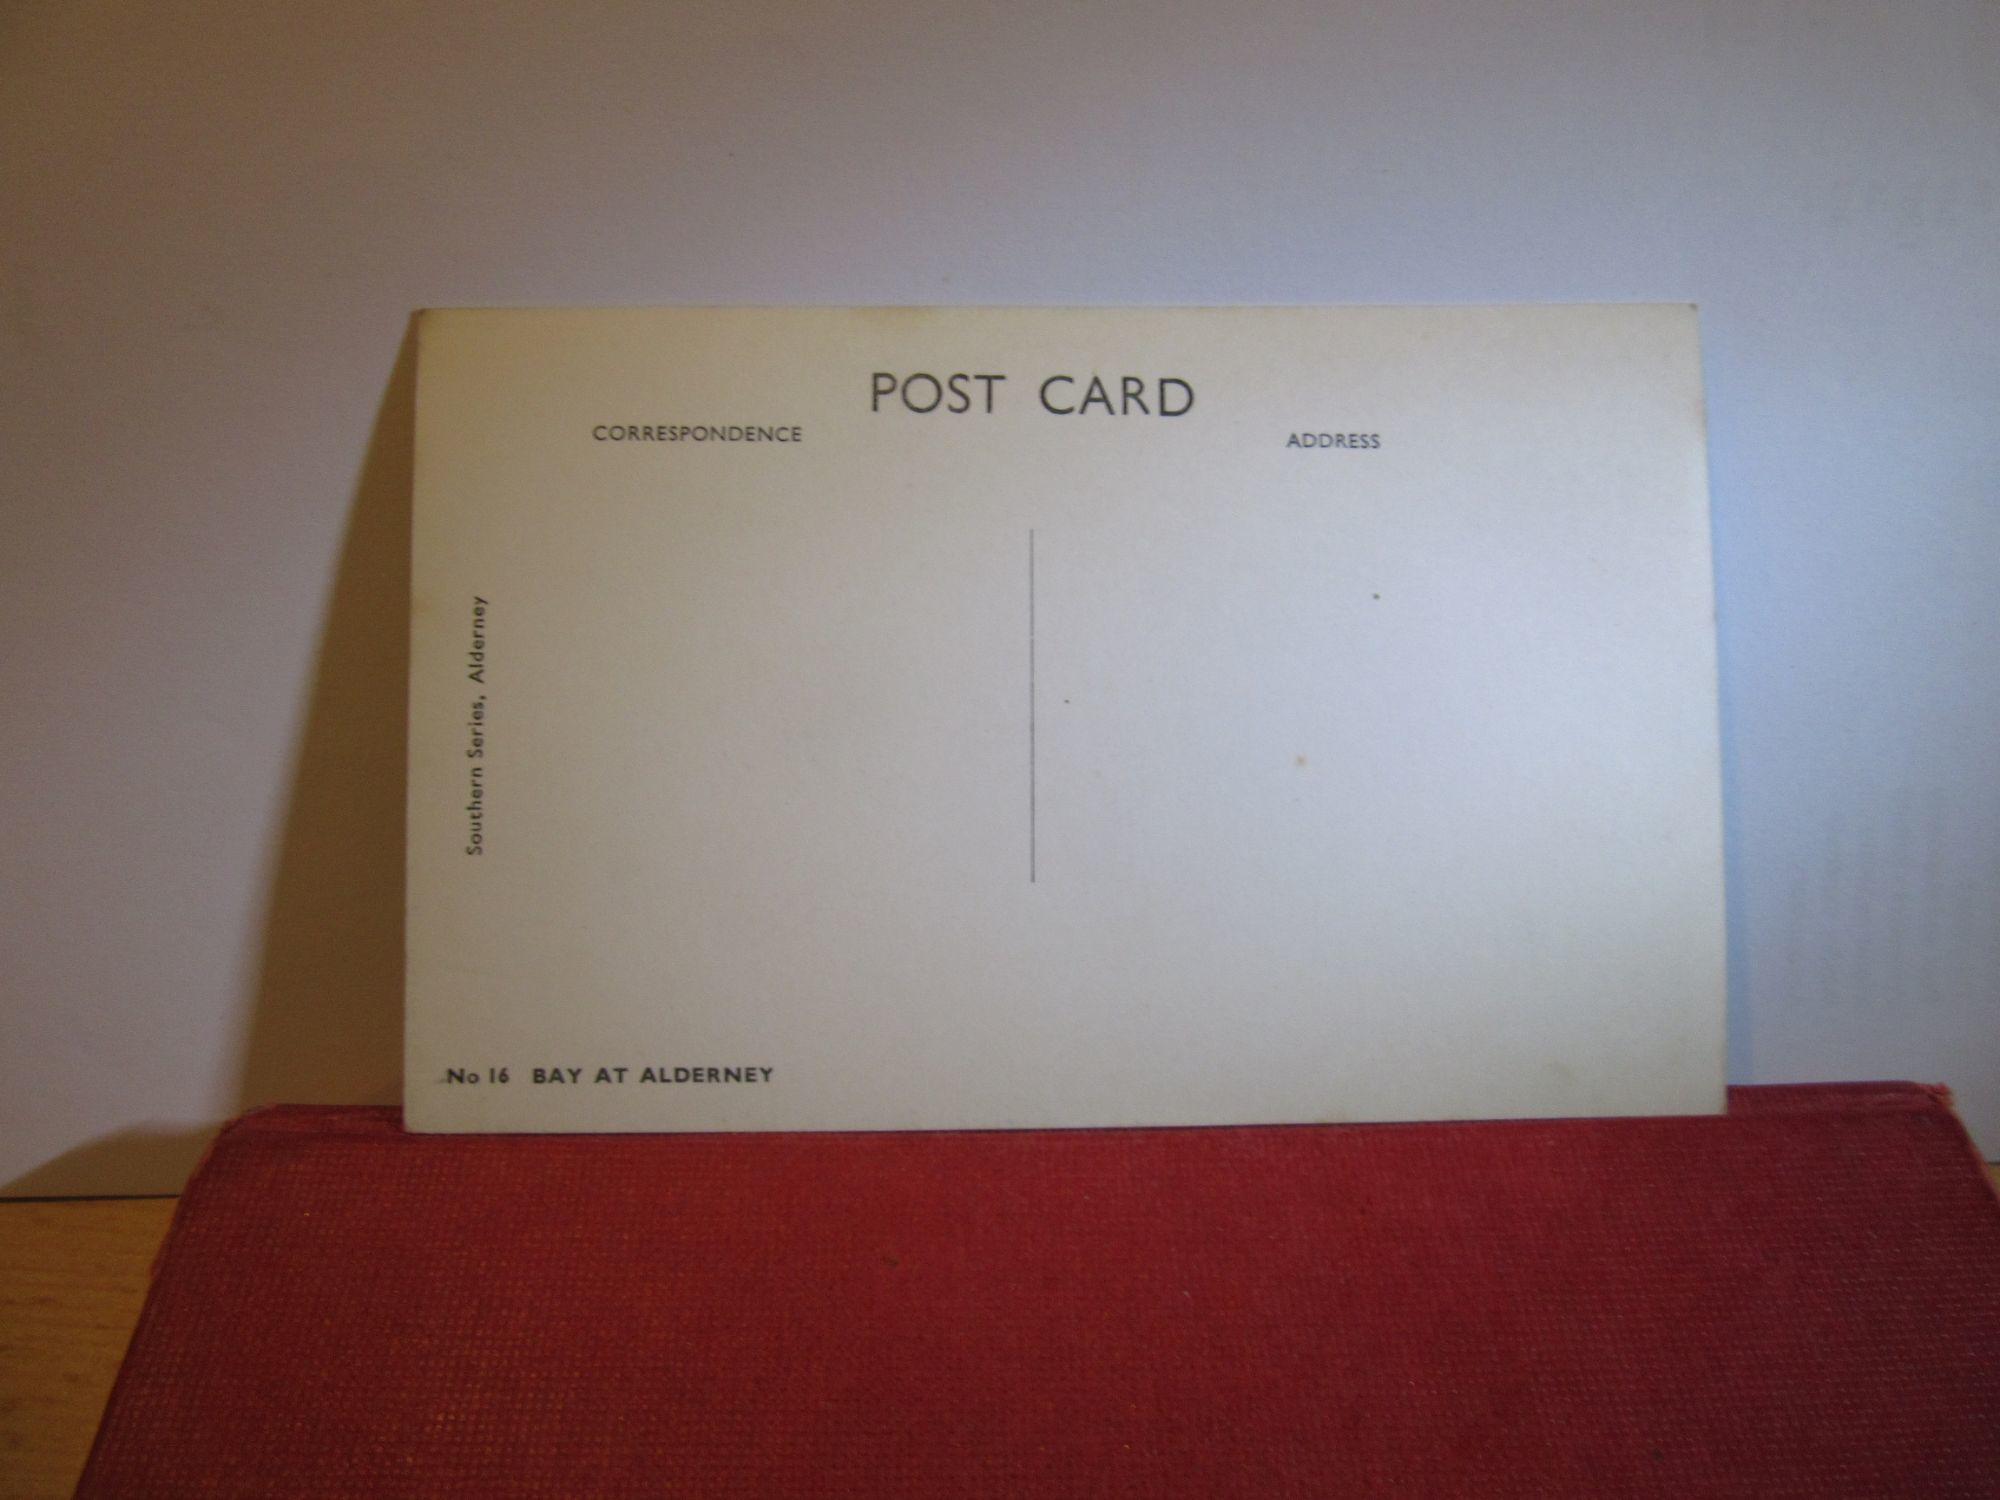 POST CARD
CORRESPONDENCE
ADDRESS
Southern Series, Alderney
No 16 BAY AT ALDERNEY